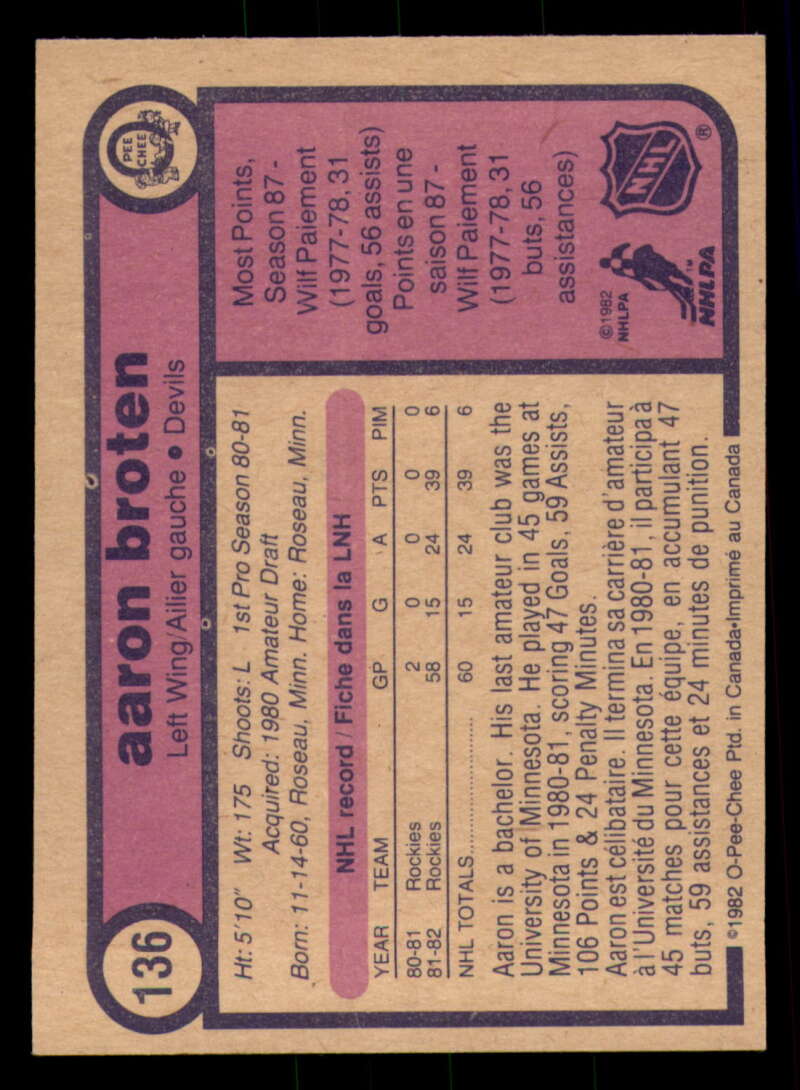 136
aaron broten
Left Wing/Ailier gauche • Devils
O
PEE
CHEE
Ht: 5'10" Wt: 175 Shoots: L 1st Pro Season 80-81
Acquired: 1980 Amateur Draft
Born: 11-14-60, Roseau, Minn. Home: Roseau, Minn.
NHL record / Fiche dans la LNH
YEAR TEAM GP G A PTS PIM
80-81 Rockies 2 0 0 0 0
81-82 Rockies 58 15 24 39 6
NHL TOTALS.................... 60 15 24 39 6
Aaron is a bachelor. His last amateur club was the
University of Minnesota. He played in 45 games at
Minnesota in 1980-81, scoring 47 Goals, 59 Assists,
106 Points & 24 Penalty Minutes.
Aaron est célibataire. Il termina sa carrière d'amateur
à l'Université du Minnesota. En 1980-81, il participa à
45 matches pour cette équipe, en accumulant 47
buts, 59 assistances et 24 minutes de punition.
©1982 O-Pee-Chee Ptd. in Canada•Imprimé au Canada
Most Points,
Season 87 -
Wilf Paiement
(1977-78, 31
goals, 56 assists)
Points en une
saison 87 -
Wilf Paiement
(1977-78, 31
buts, 56
assistances)
©1982
NHLPA
NHLPA™
NHL
®